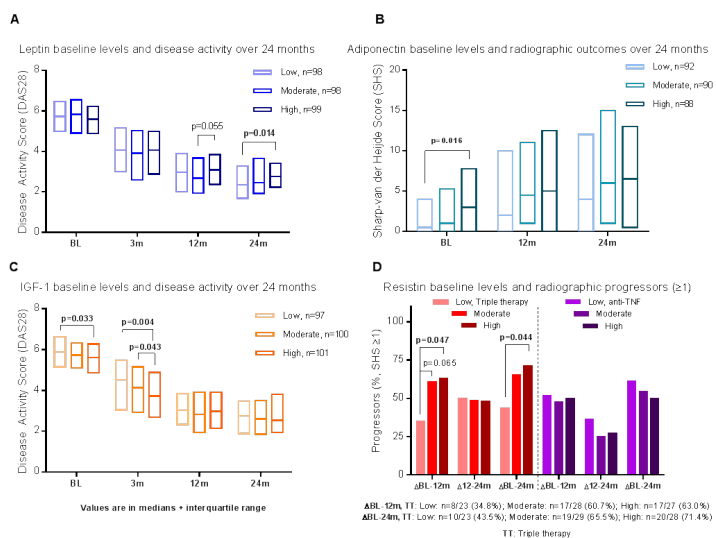 A
Leptin baseline levels and disease activity over 24 months
Disease Activity Score (DAS28)
8
6
4
2
0
Low, n=98
Moderate, n=98
High, n=99
p=0.055
p=0.014
BL
3m
12m
24m
B
Adiponectin baseline levels and radiographic outcomes over 24 months
Sharp-van der Heijde Score (SHS)
20
15
10
5
0
Low, n=92
Moderate, n=90
High, n=88
p=0.016
BL
12m
24m
C
IGF-1 baseline levels and disease activity over 24 months
Disease Activity Score (DAS28)
8
6
4
2
0
Low, n=97
Moderate, n=100
High, n=101
p=0.033
p=0.004
p=0.043
BL
3m
12m
24m
Values are in medians + interquartile range
D
Resistin baseline levels and radiographic progressors (≥1)
Progressors (%, SHS ≥1)
100
75
50
25
0
Low, Triple therapy
Moderate
High
Low, anti-TNF
Moderate
High
p=0.047
p=0.065
p=0.044
ΔBL-12m
Δ12-24m
ΔBL-24m
ΔBL-12m
Δ12-24m
ΔBL-24m
ΔBL-12m, TT: Low: n=8/23 (34.8%); Moderate: n=17/28 (60.7%); High: n=17/27 (63.0%)
ΔBL-24m, TT: Low: n=10/23 (43.5%); Moderate: n=19/29 (65.5%); High: n=20/28 (71.4%)
TT: Triple therapy